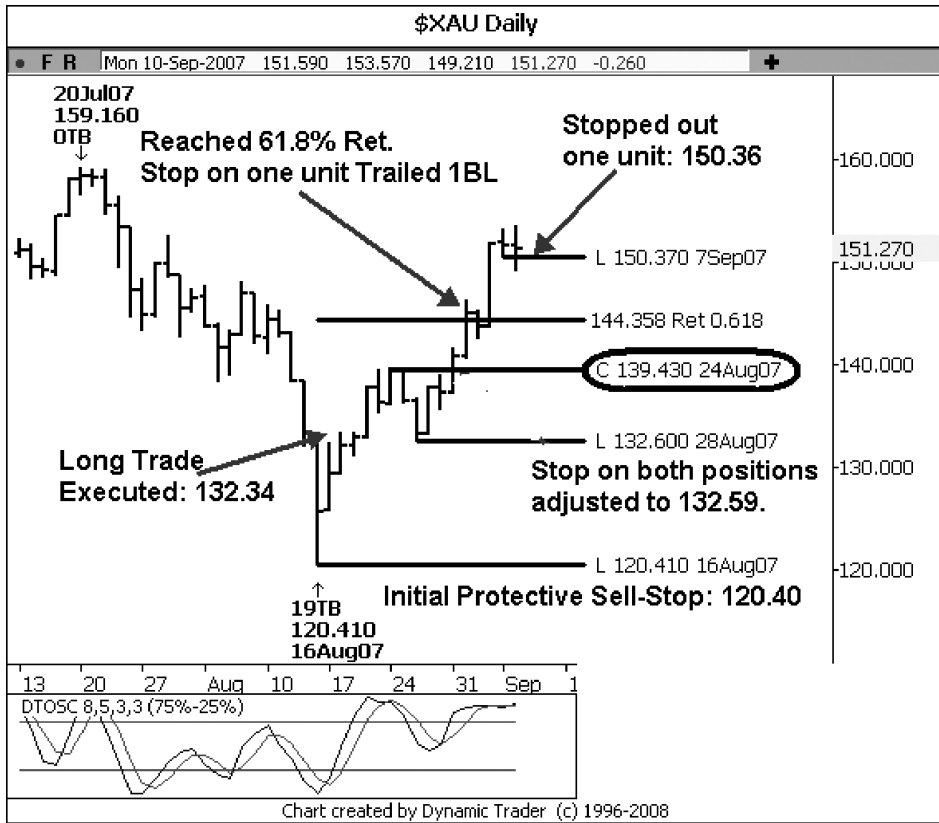 $XAU Daily
F R Mon 10-Sep-2007 151.590 153.570 149.210 151.270 -0.260
20Jul07
159.160
0TB
Reached 61.8% Ret.
Stop on one unit Trailed 1BL
Stopped out
one unit: 150.36
160.000
151.270
150.000
L 150.370 7Sep07
144.358 Ret 0.618
140.000
C 139.430 24Aug07
L 132.600 28Aug07
Long Trade
Executed: 132.34
Stop on both positions
adjusted to 132.59.
130.000
L 120.410 16Aug07
120.000
Initial Protective Sell-Stop: 120.40
19TB
120.410
16Aug07
13 20 27 Aug 10 17 24 31 Sep 1
DTOSC 8,5,3,3 (75%-25%)
Chart created by Dynamic Trader (c) 1996-2008